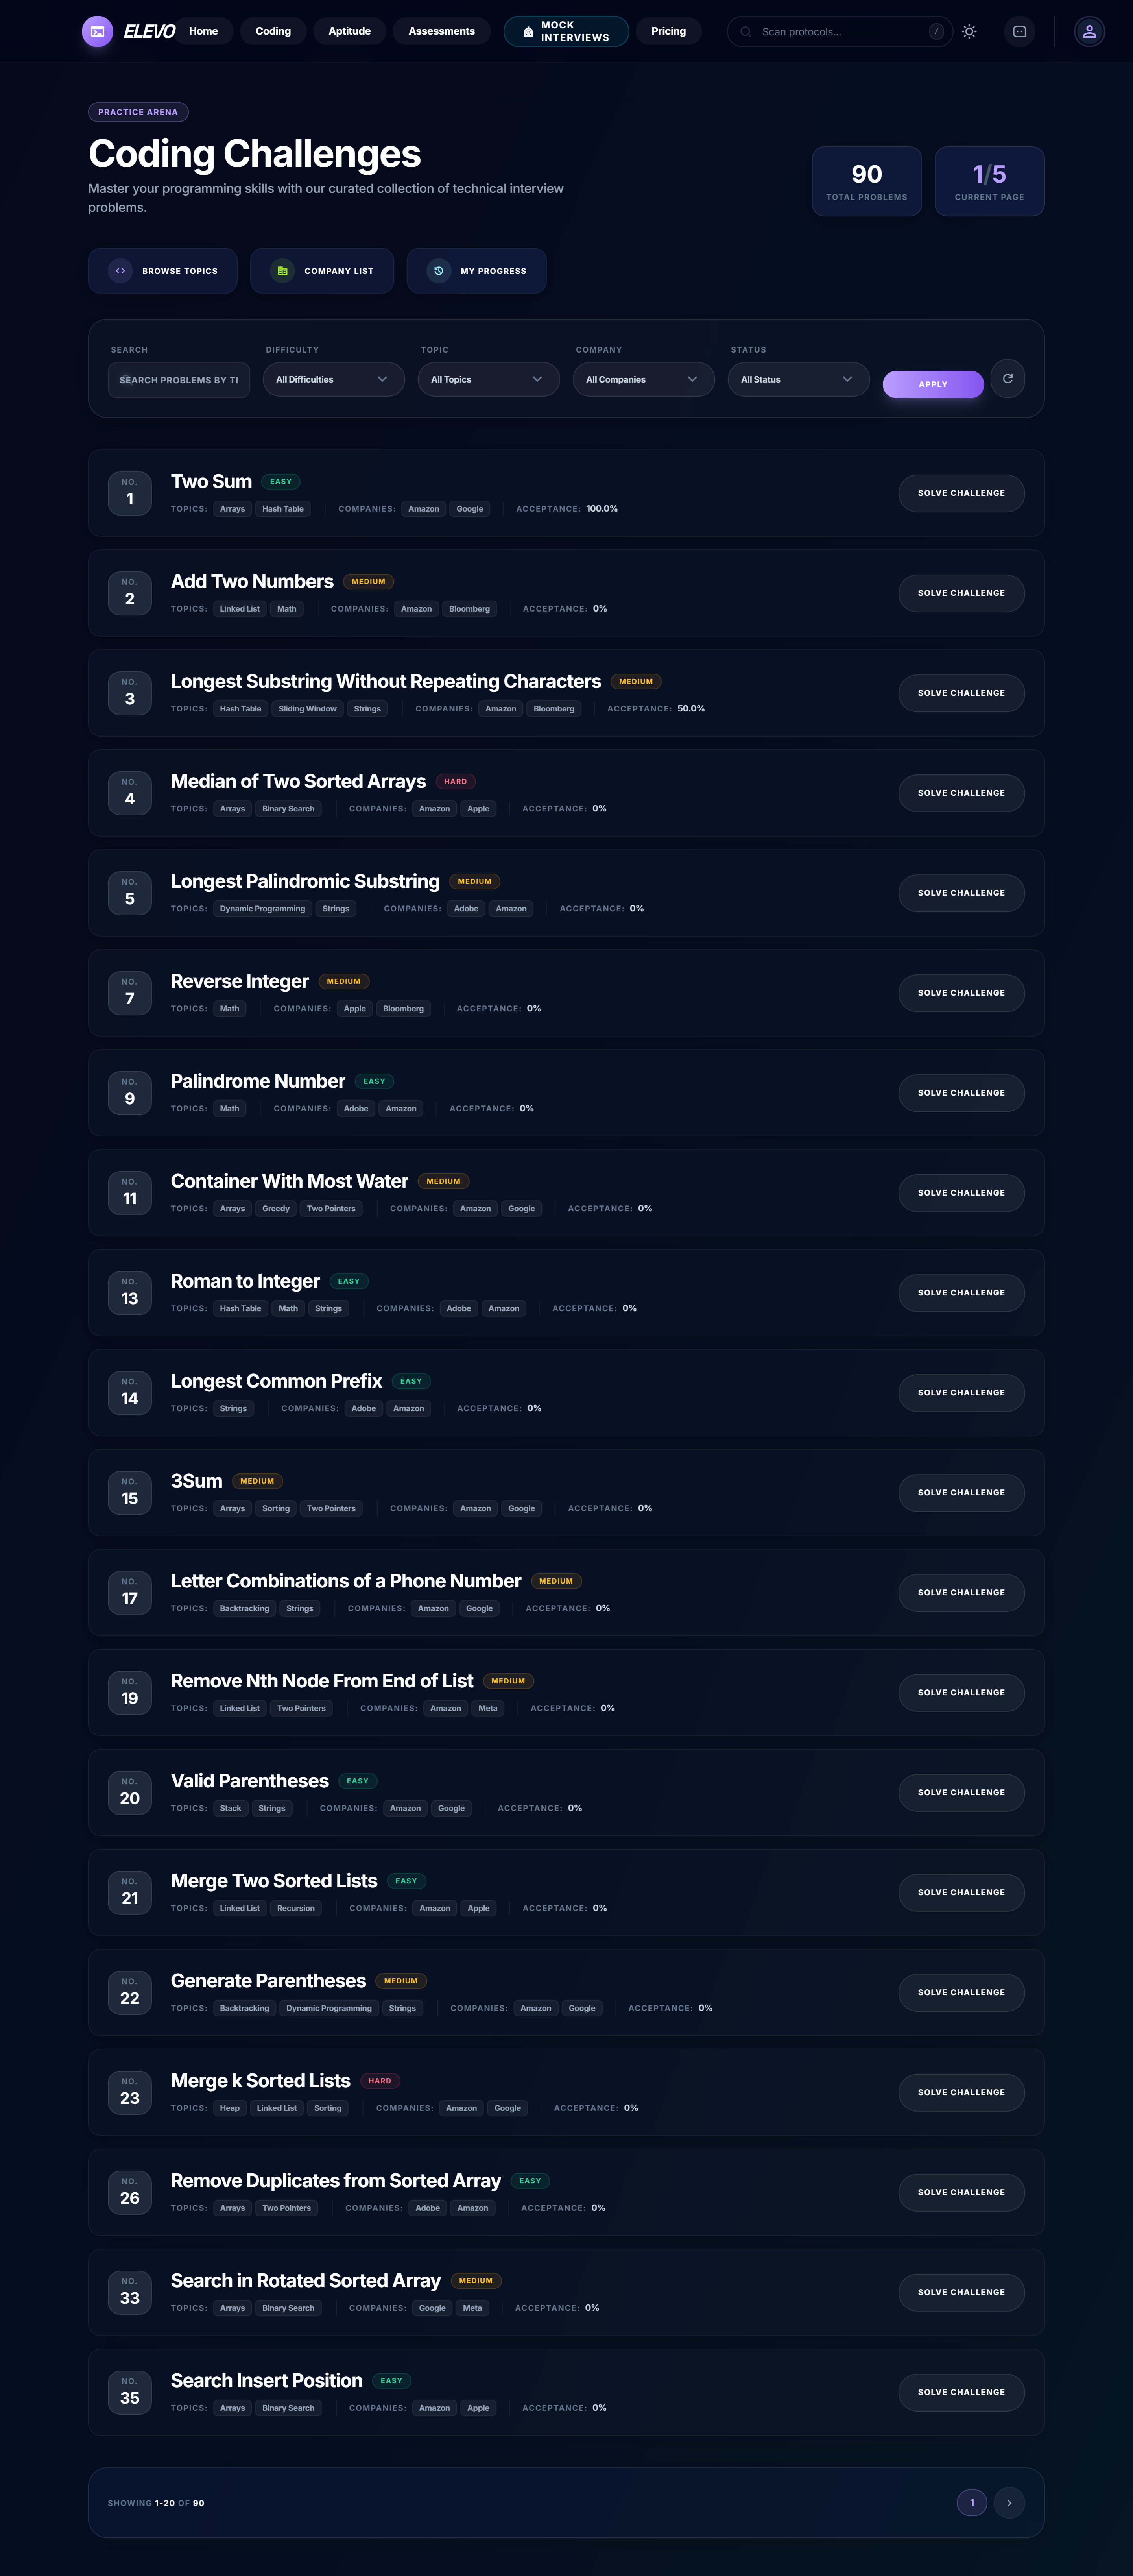 ELEVO
Home
Coding
Aptitude
Assessments
MOCK
INTERVIEWS
Pricing
Scan protocols...
/
PRACTICE ARENA
Coding Challenges
Master your programming skills with our curated collection of technical interview
problems.
90
TOTAL PROBLEMS
1/5
CURRENT PAGE
BROWSE TOPICS
COMPANY LIST
MY PROGRESS
SEARCH
DIFFICULTY
TOPIC
COMPANY
STATUS
SEARCH PROBLEMS BY TI
All Difficulties
All Topics
All Companies
All Status
APPLY
NO. 1
Two Sum EASY
TOPICS: Arrays Hash Table COMPANIES: Amazon Google ACCEPTANCE: 100.0%
SOLVE CHALLENGE
NO. 2
Add Two Numbers MEDIUM
TOPICS: Linked List Math COMPANIES: Amazon Bloomberg ACCEPTANCE: 0%
SOLVE CHALLENGE
NO. 3
Longest Substring Without Repeating Characters MEDIUM
TOPICS: Hash Table Sliding Window Strings COMPANIES: Amazon Bloomberg ACCEPTANCE: 50.0%
SOLVE CHALLENGE
NO. 4
Median of Two Sorted Arrays HARD
TOPICS: Arrays Binary Search COMPANIES: Amazon Apple ACCEPTANCE: 0%
SOLVE CHALLENGE
NO. 5
Longest Palindromic Substring MEDIUM
TOPICS: Dynamic Programming Strings COMPANIES: Adobe Amazon ACCEPTANCE: 0%
SOLVE CHALLENGE
NO. 7
Reverse Integer MEDIUM
TOPICS: Math COMPANIES: Apple Bloomberg ACCEPTANCE: 0%
SOLVE CHALLENGE
NO. 9
Palindrome Number EASY
TOPICS: Math COMPANIES: Adobe Amazon ACCEPTANCE: 0%
SOLVE CHALLENGE
NO. 11
Container With Most Water MEDIUM
TOPICS: Arrays Greedy Two Pointers COMPANIES: Amazon Google ACCEPTANCE: 0%
SOLVE CHALLENGE
NO. 13
Roman to Integer EASY
TOPICS: Hash Table Math Strings COMPANIES: Adobe Amazon ACCEPTANCE: 0%
SOLVE CHALLENGE
NO. 14
Longest Common Prefix EASY
TOPICS: Strings COMPANIES: Adobe Amazon ACCEPTANCE: 0%
SOLVE CHALLENGE
NO. 15
3Sum MEDIUM
TOPICS: Arrays Sorting Two Pointers COMPANIES: Amazon Google ACCEPTANCE: 0%
SOLVE CHALLENGE
NO. 17
Letter Combinations of a Phone Number MEDIUM
TOPICS: Backtracking Strings COMPANIES: Amazon Google ACCEPTANCE: 0%
SOLVE CHALLENGE
NO. 19
Remove Nth Node From End of List MEDIUM
TOPICS: Linked List Two Pointers COMPANIES: Amazon Meta ACCEPTANCE: 0%
SOLVE CHALLENGE
NO. 20
Valid Parentheses EASY
TOPICS: Stack Strings COMPANIES: Amazon Google ACCEPTANCE: 0%
SOLVE CHALLENGE
NO. 21
Merge Two Sorted Lists EASY
TOPICS: Linked List Recursion COMPANIES: Amazon Apple ACCEPTANCE: 0%
SOLVE CHALLENGE
NO. 22
Generate Parentheses MEDIUM
TOPICS: Backtracking Dynamic Programming Strings COMPANIES: Amazon Google ACCEPTANCE: 0%
SOLVE CHALLENGE
NO. 23
Merge k Sorted Lists HARD
TOPICS: Heap Linked List Sorting COMPANIES: Amazon Google ACCEPTANCE: 0%
SOLVE CHALLENGE
NO. 26
Remove Duplicates from Sorted Array EASY
TOPICS: Arrays Two Pointers COMPANIES: Adobe Amazon ACCEPTANCE: 0%
SOLVE CHALLENGE
NO. 33
Search in Rotated Sorted Array MEDIUM
TOPICS: Arrays Binary Search COMPANIES: Google Meta ACCEPTANCE: 0%
SOLVE CHALLENGE
NO. 35
Search Insert Position EASY
TOPICS: Arrays Binary Search COMPANIES: Amazon Apple ACCEPTANCE: 0%
SOLVE CHALLENGE
SHOWING 1-20 OF 90
1